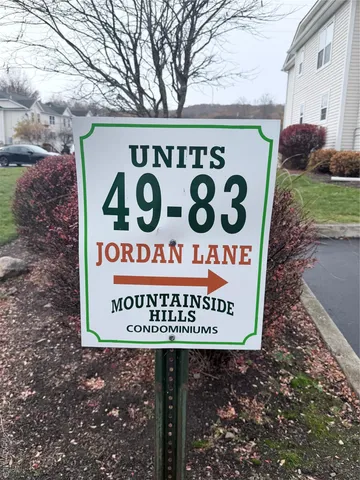 UNITS
49-83
JORDAN LANE
MOUNTAINSIDE
HILLS
CONDOMINIUMS